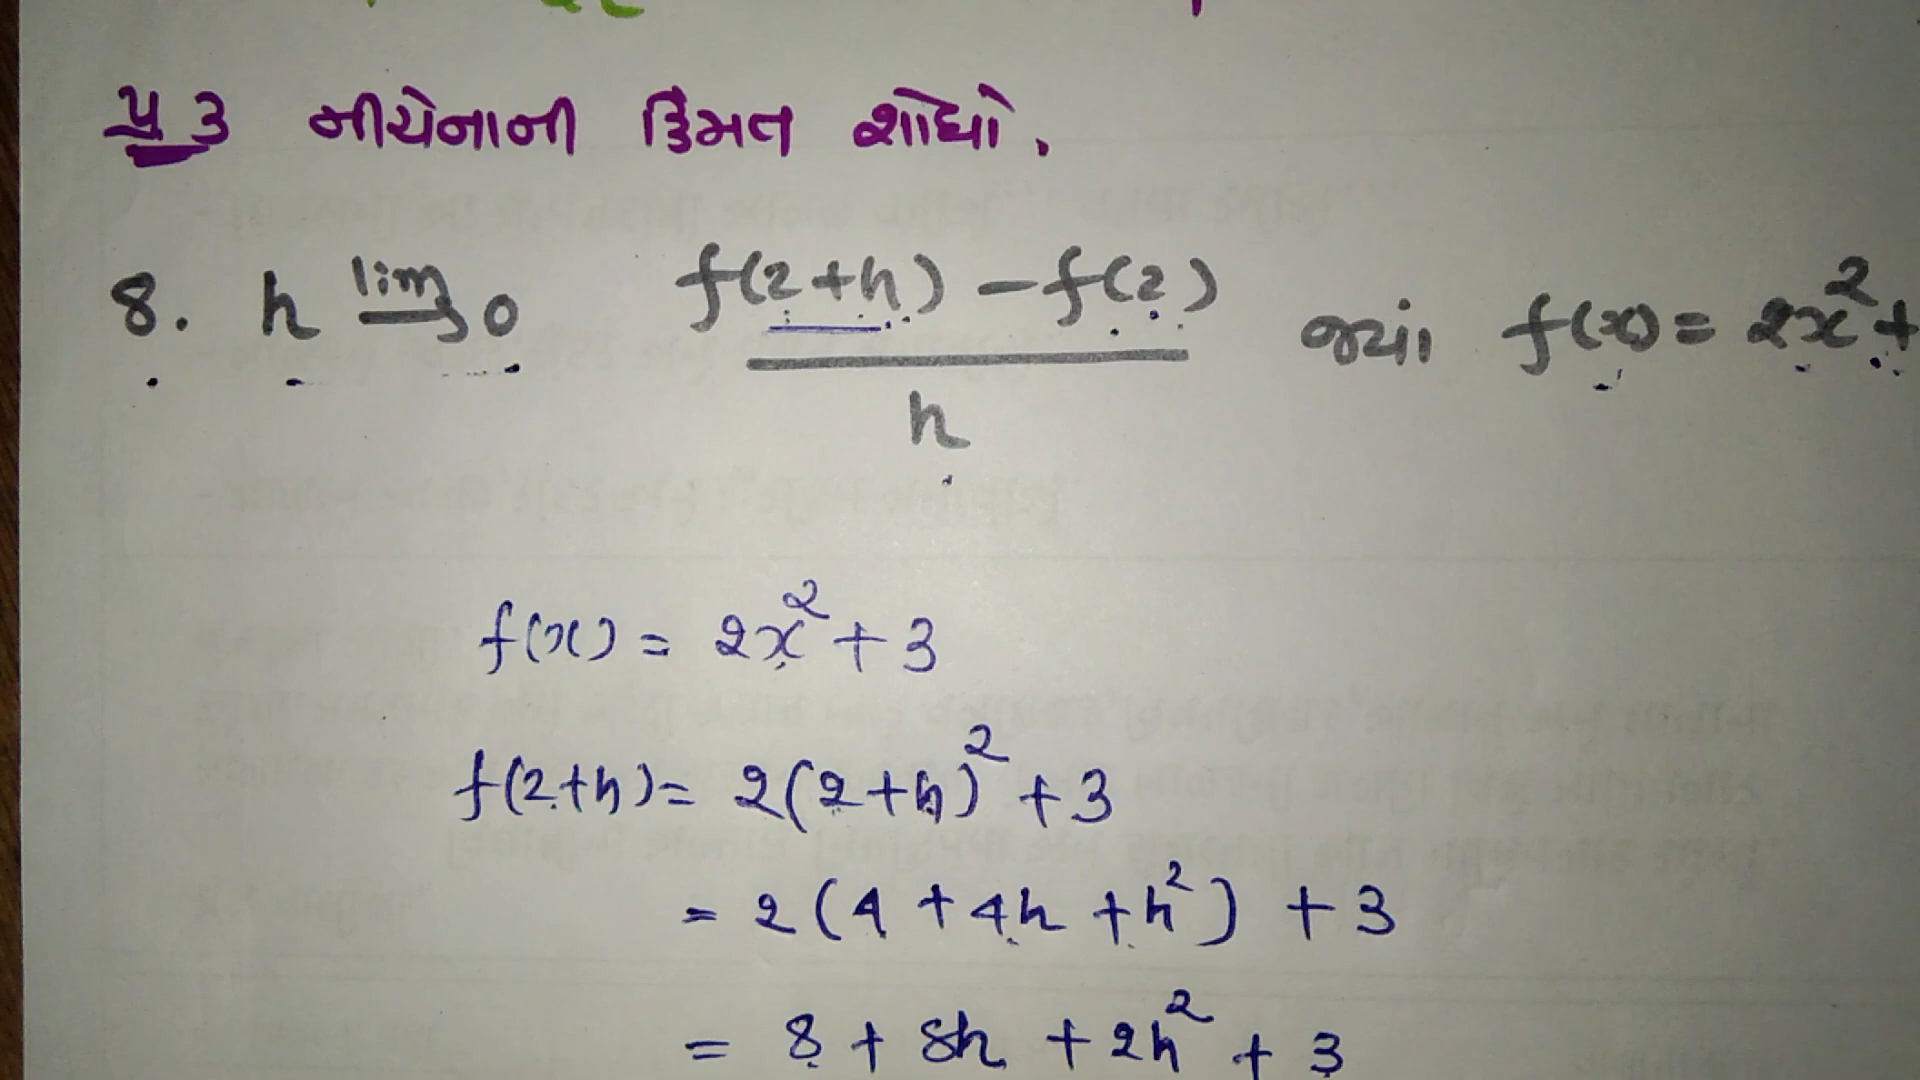 પ્ર 3 નીચેનાની કિંમત શોધો.
8. h lim→0 f(2+h) - f(2) / h જ્યાં f(x) = 2x² +
f(x) = 2x² + 3
f(2+h) = 2(2+h)² + 3
= 2(4 + 4h + h²) + 3
= 8 + 8h + 2h² + 3